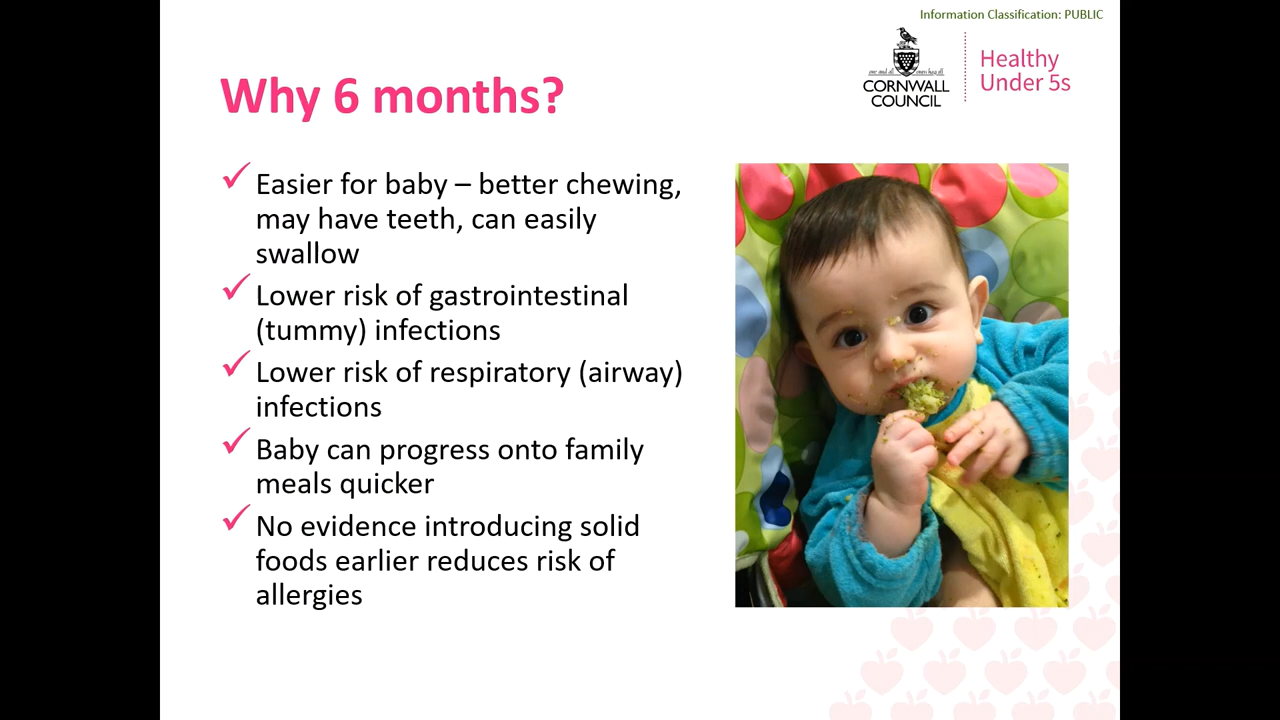 Information Classification: PUBLIC
Why 6 months?
CORNWALL
COUNCIL
Healthy
Under 5s
✓ Easier for baby – better chewing,
may have teeth, can easily
swallow
✓ Lower risk of gastrointestinal
(tummy) infections
✓ Lower risk of respiratory (airway)
infections
✓ Baby can progress onto family
meals quicker
✓ No evidence introducing solid
foods earlier reduces risk of
allergies